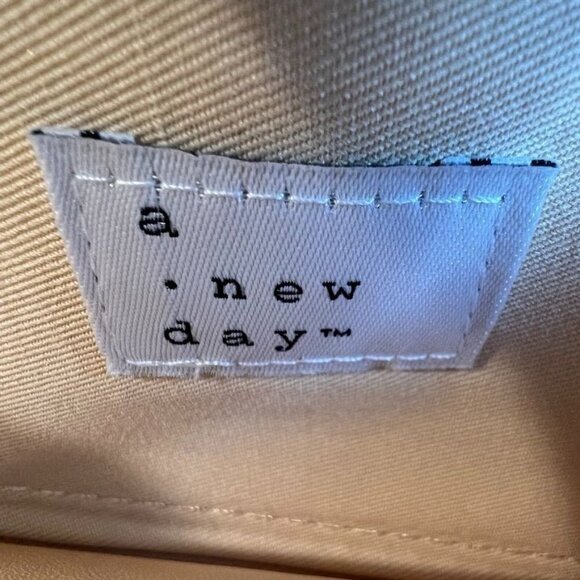 a
. new
day™